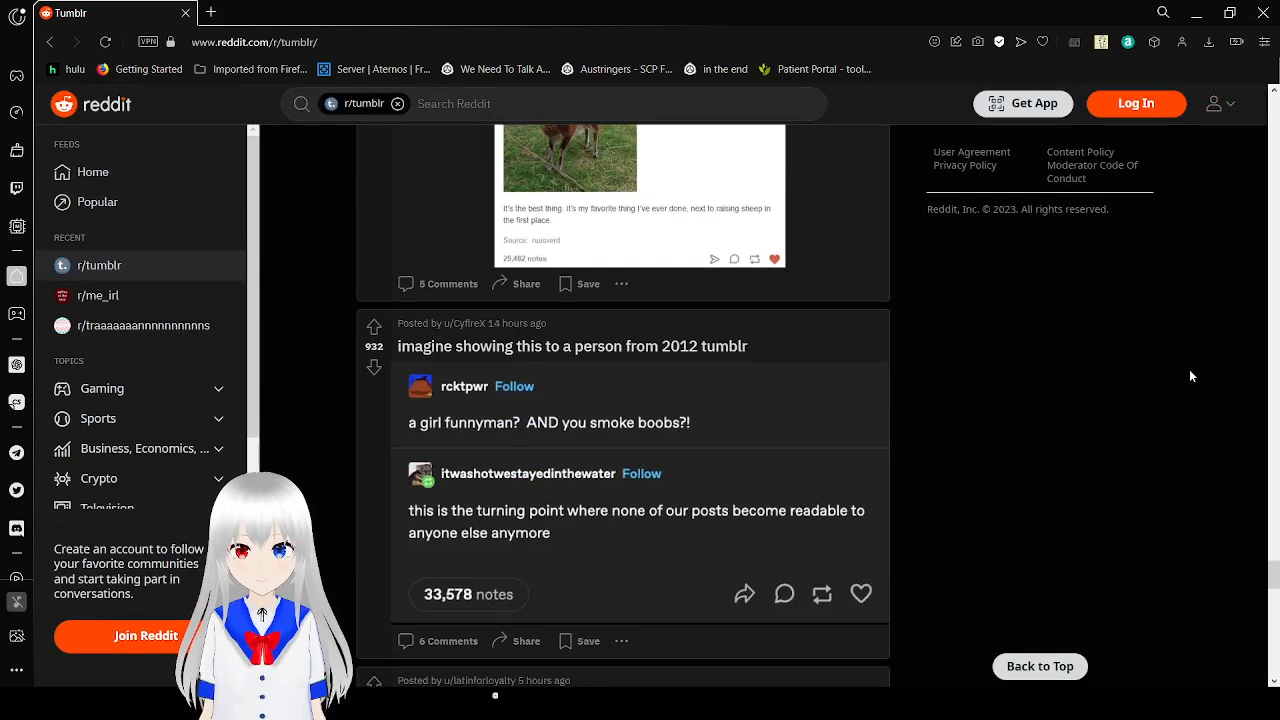 Tumblr
VPN
www.reddit.com/r/tumblr/
hulu
Getting Started
Imported from Firef...
Server | Aternos | Fr...
We Need To Talk A...
Austringers - SCP F...
in the end
Patient Portal - tool...
reddit
r/tumblr
Search Reddit
Get App
Log In
FEEDS
Home
Popular
RECENT
r/tumblr
r/me_irl
r/traaaaaaannnnnnnnnns
TOPICS
Gaming
Sports
Business, Economics, ...
Crypto
Television
Create an account to follow
your favorite communities
and start taking part in
conversations.
Join Reddit
It's the best thing. It's my favorite thing I've ever done, next to raising sheep in
the first place.
Source: ruusverd
29,482 notes
5 Comments
Share
Save
Posted by u/CyfireX 14 hours ago
932
imagine showing this to a person from 2012 tumblr
rcktpwr Follow
a girl funnyman? AND you smoke boobs?!
itwashotwestayedinthewater Follow
this is the turning point where none of our posts become readable to
anyone else anymore
33,578 notes
6 Comments
Share
Save
Posted by u/latinforloyalty 5 hours ago
User Agreement
Privacy Policy
Content Policy
Moderator Code Of
Conduct
Reddit, Inc. © 2023. All rights reserved.
Back to Top